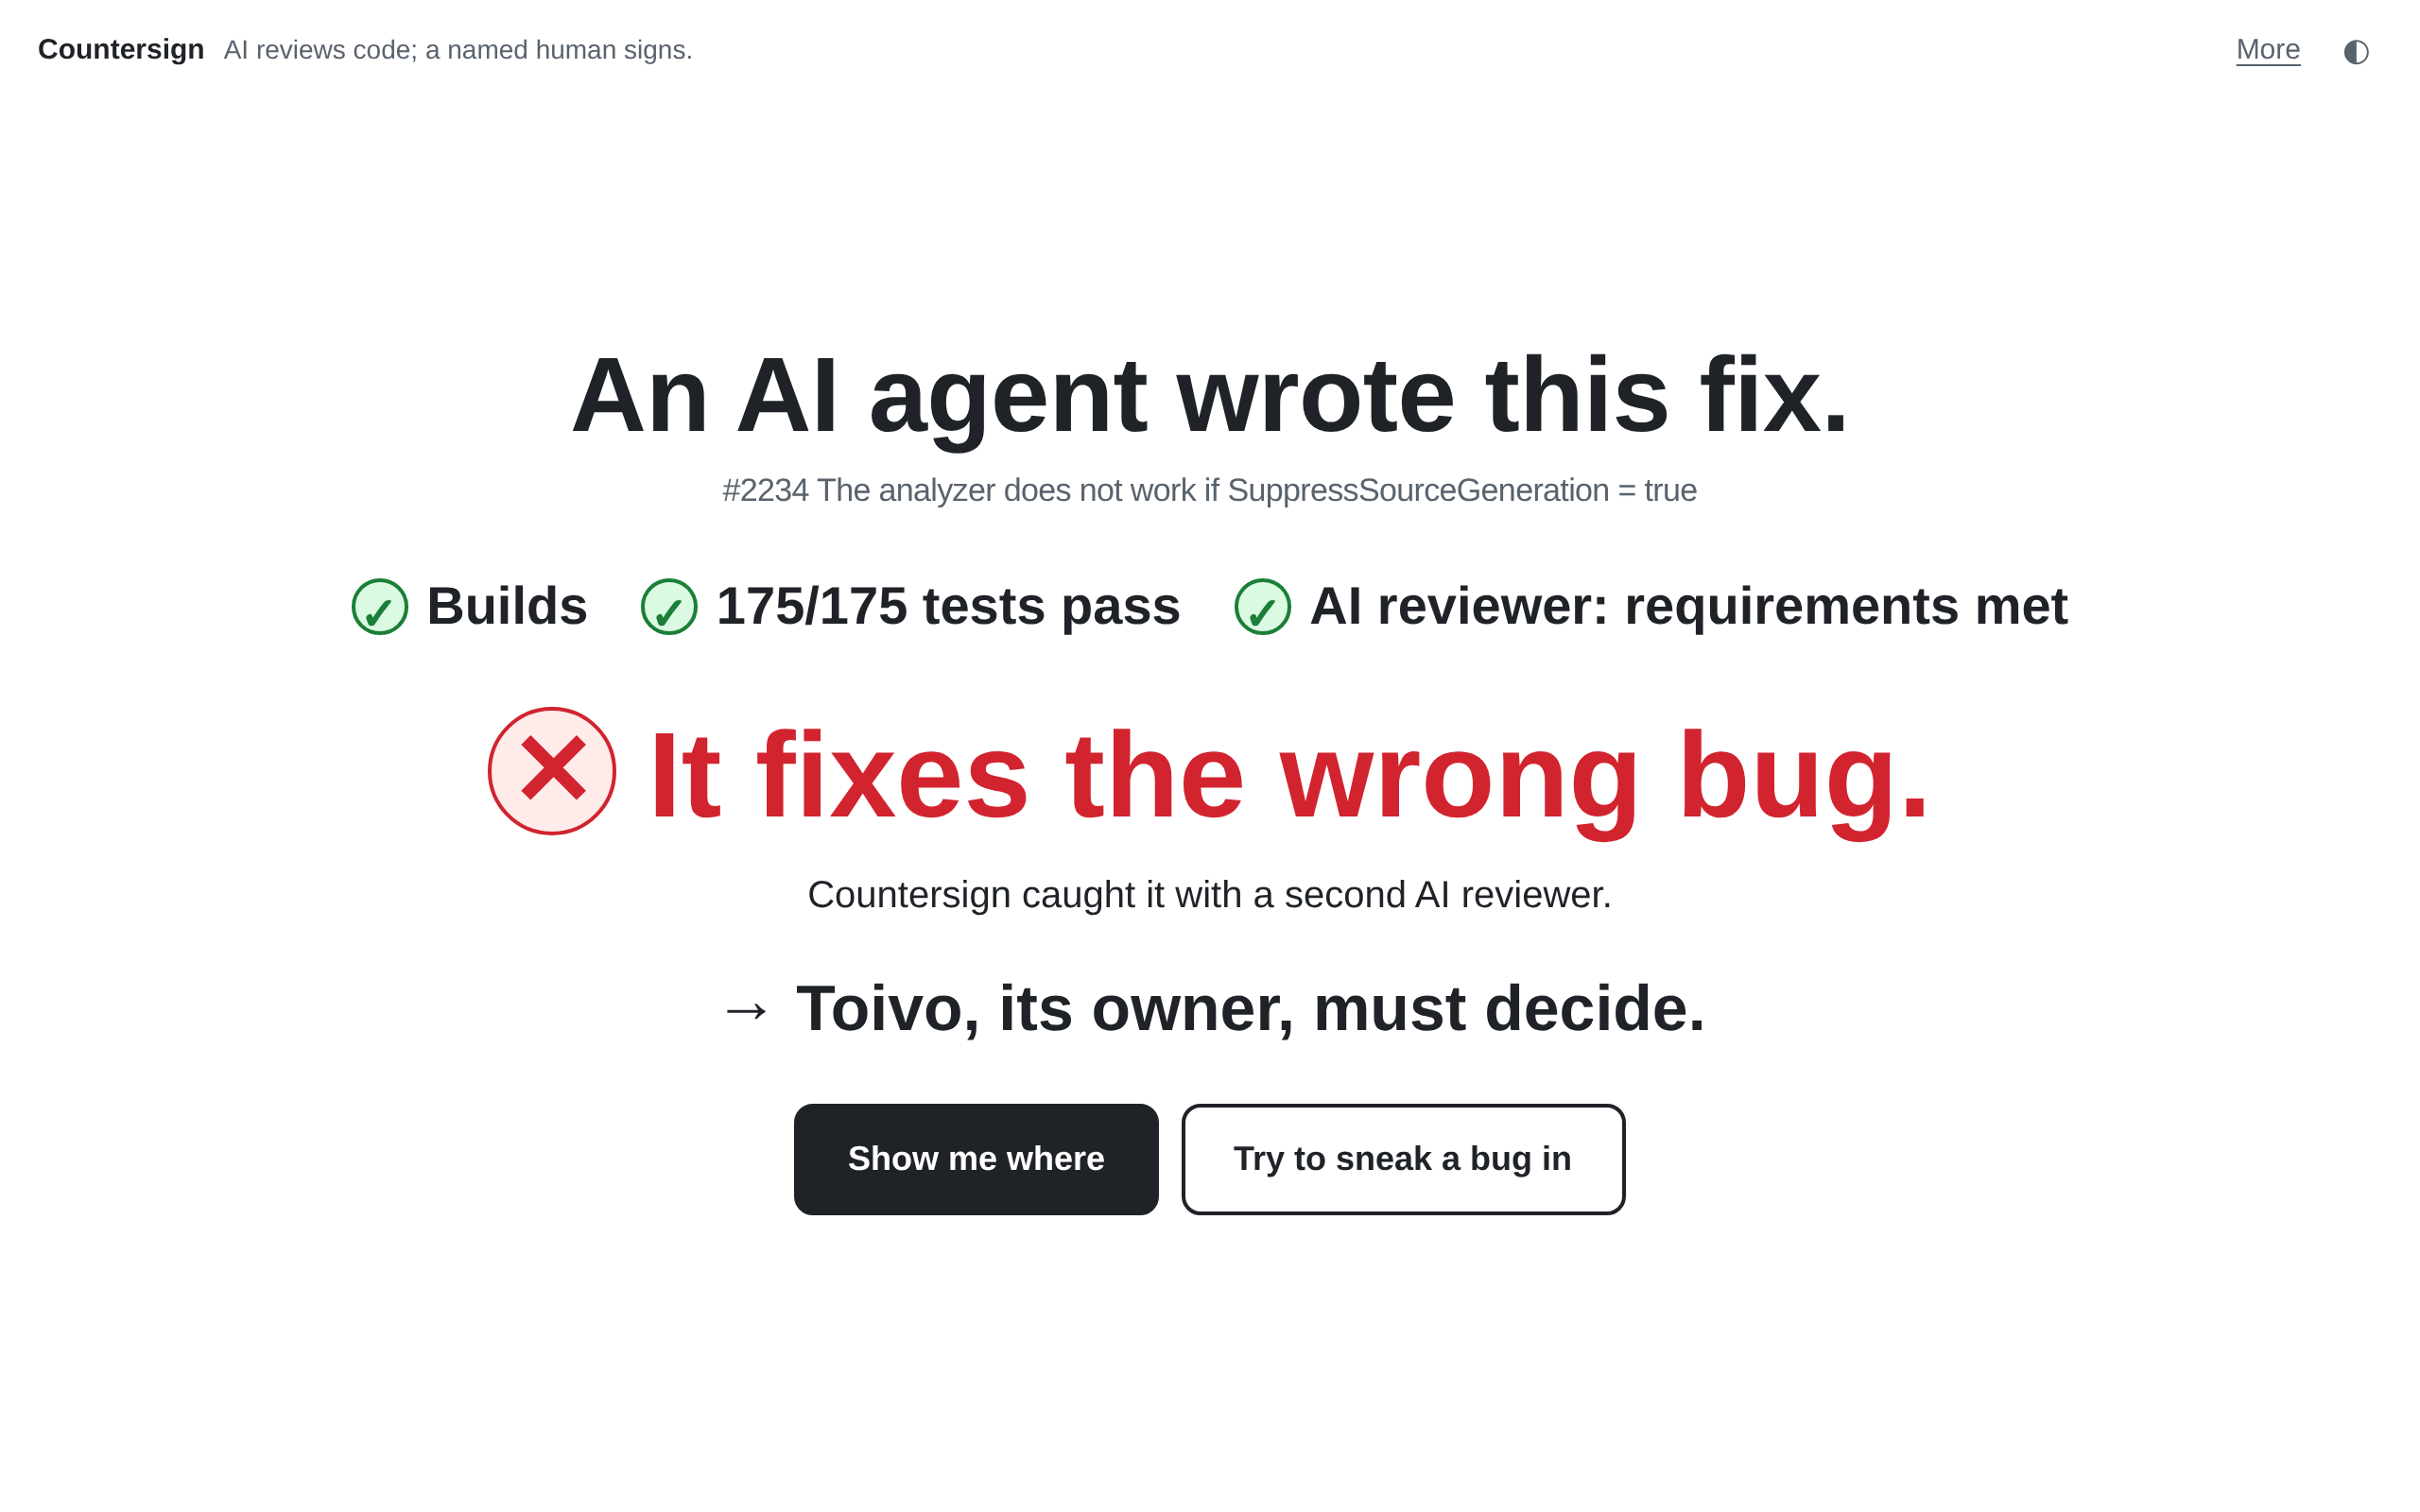 Countersign AI reviews code; a named human signs. More
An AI agent wrote this fix.
#2234 The analyzer does not work if SuppressSourceGeneration = true
✓ Builds ✓ 175/175 tests pass ✓ AI reviewer: requirements met
✕ It fixes the wrong bug.
Countersign caught it with a second AI reviewer.
→ Toivo, its owner, must decide.
Show me where Try to sneak a bug in